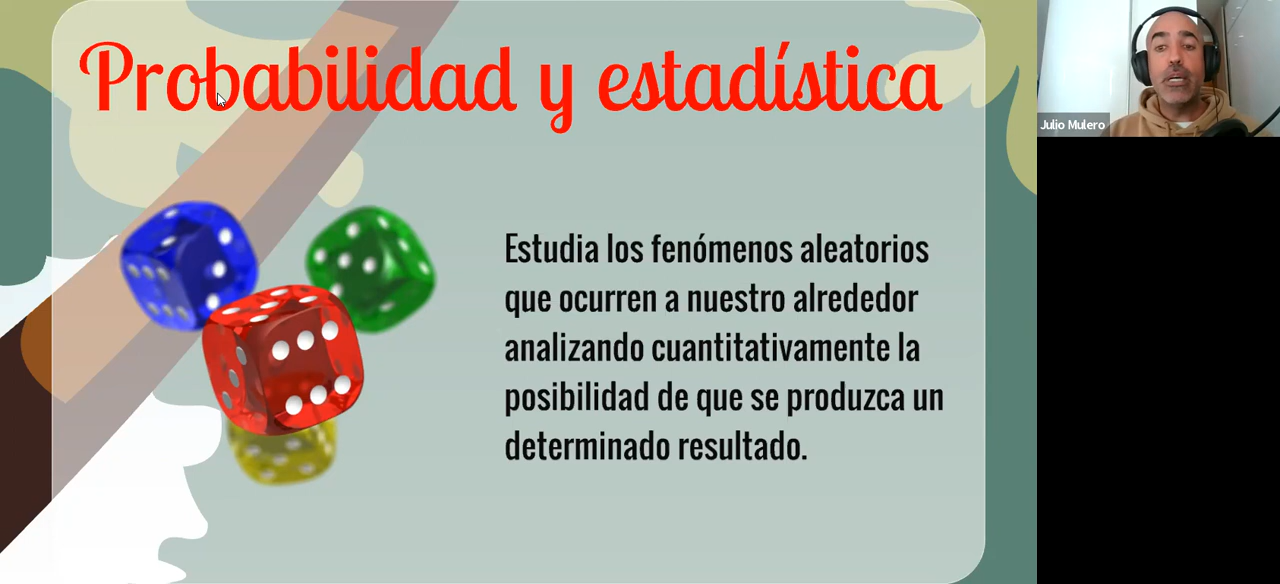 Probabilidad y estadística
Julio Mulero
Estudia los fenómenos aleatorios
que ocurren a nuestro alrededor
analizando cuantitativamente la
posibilidad de que se produzca un
determinado resultado.